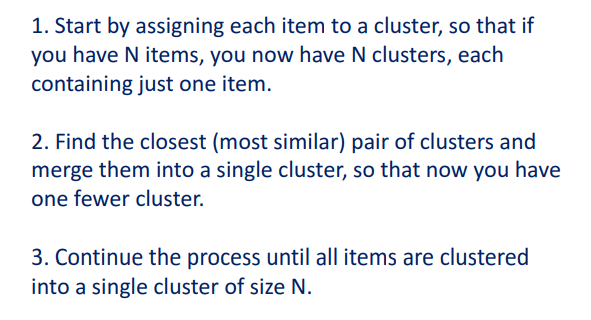 1. Start by assigning each item to a cluster, so that if
you have N items, you now have N clusters, each
containing just one item.
2. Find the closest (most similar) pair of clusters and
merge them into a single cluster, so that now you have
one fewer cluster.
3. Continue the process until all items are clustered
into a single cluster of size N.